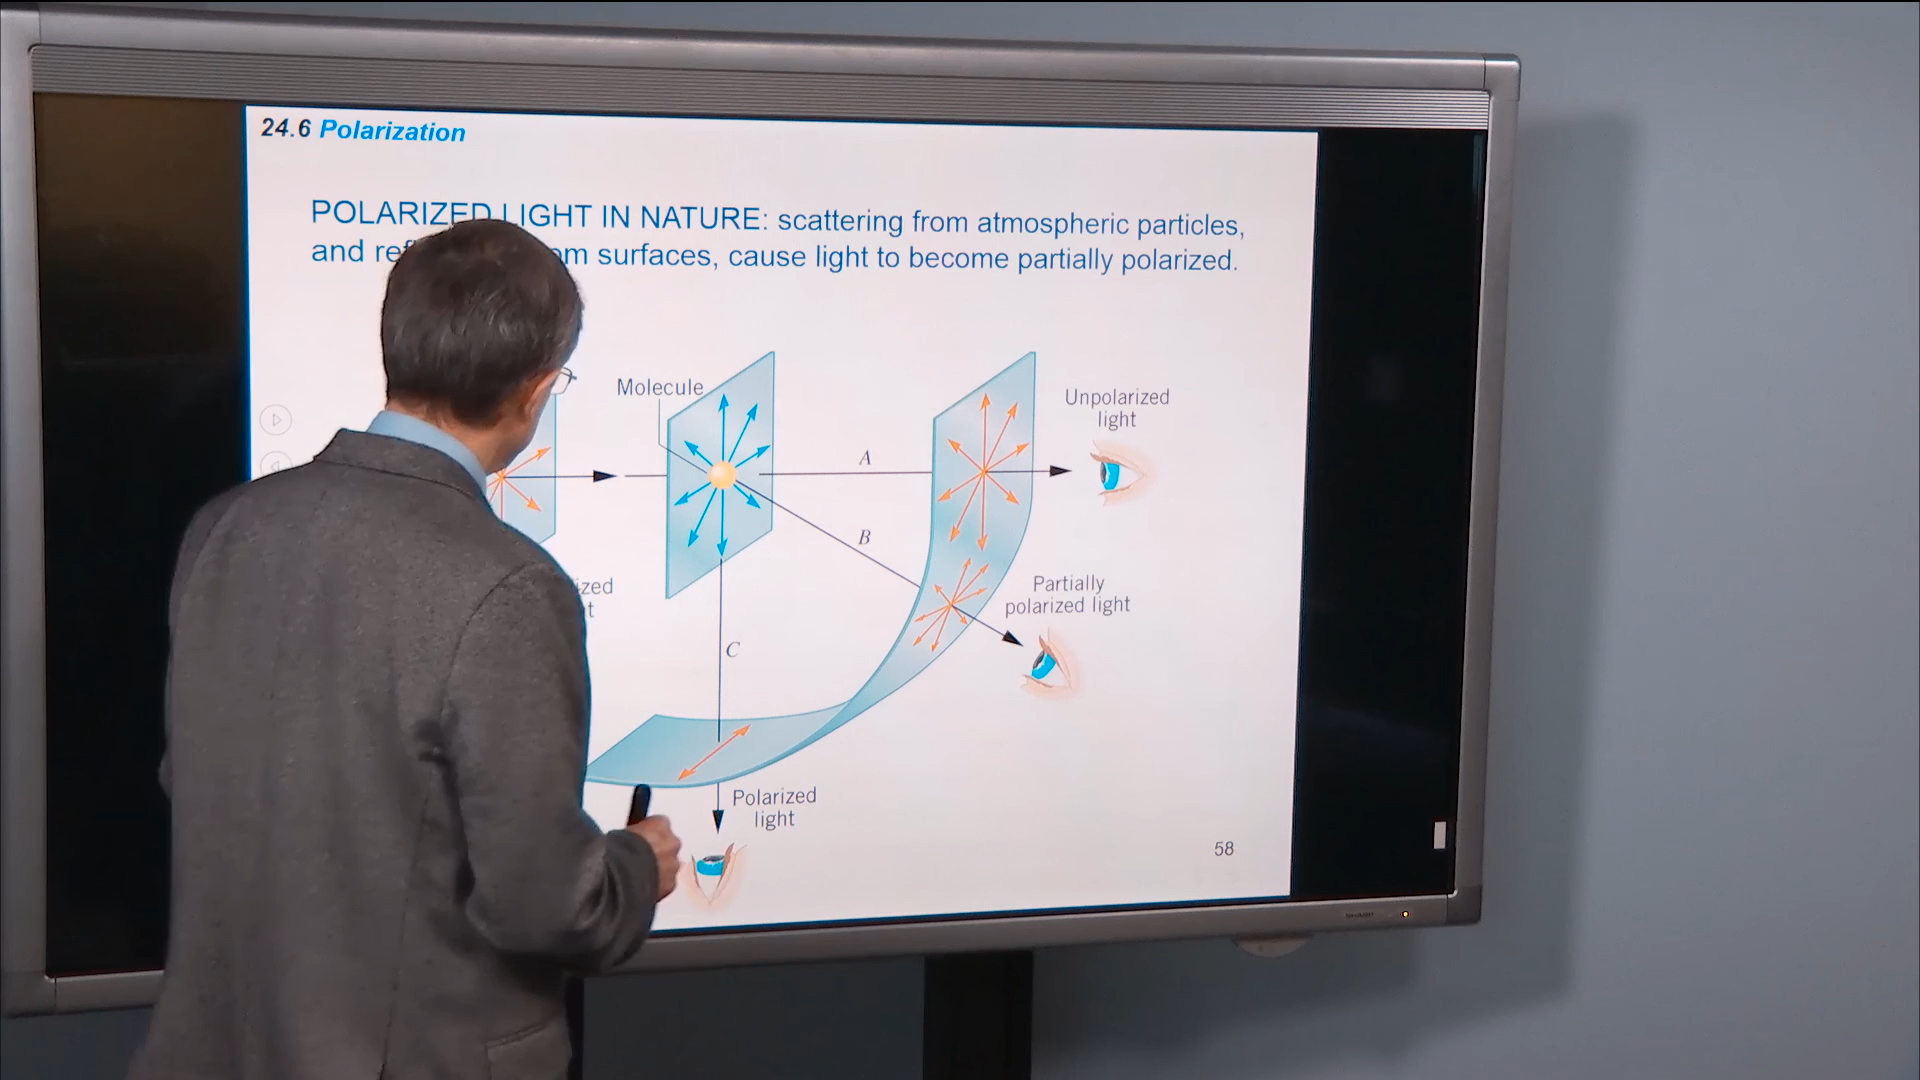 24.6 Polarization
POLARIZED LIGHT IN NATURE: scattering from atmospheric particles,
and surfaces, cause light to become partially polarized.
Molecule
Unpolarized
light
A
B
Partially
polarized light
C
Polarized
light
58
SHARP